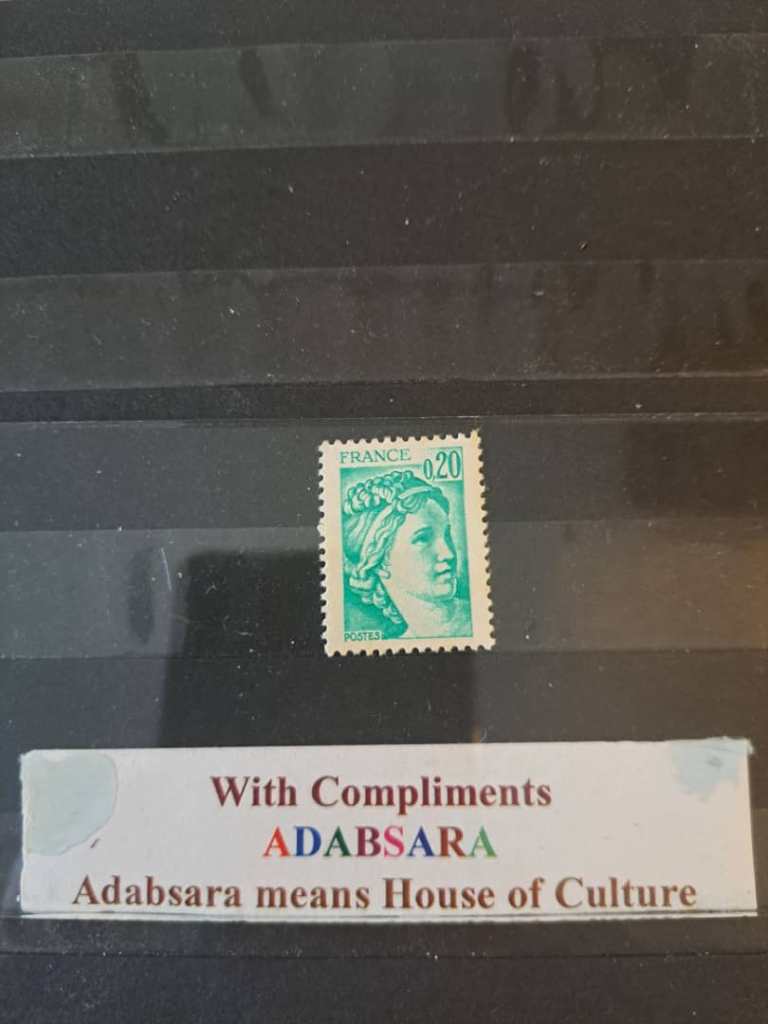 FRANCE
0,20
POSTES
With Compliments
ADABSARA
Adabsara means House of Culture